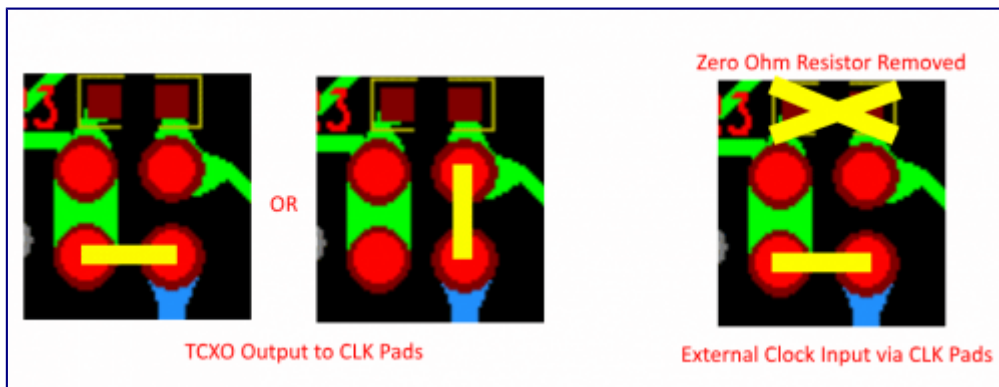 Zero Ohm Resistor Removed
OR
TCXO Output to CLK Pads
External Clock Input via CLK Pads